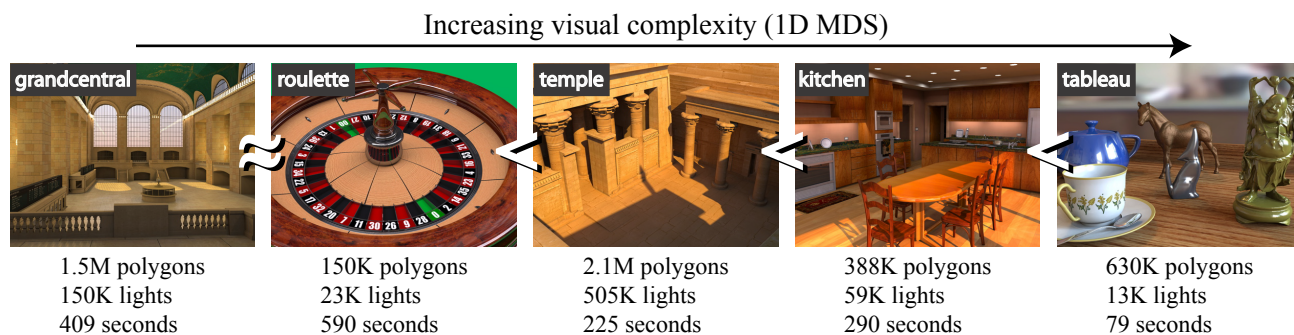 Increasing visual complexity (1D MDS)
grandcentral roulette temple kitchen tableau
≈ < < <
1.5M polygons 150K polygons 2.1M polygons 388K polygons 630K polygons
150K lights 23K lights 505K lights 59K lights 13K lights
409 seconds 590 seconds 225 seconds 290 seconds 79 seconds